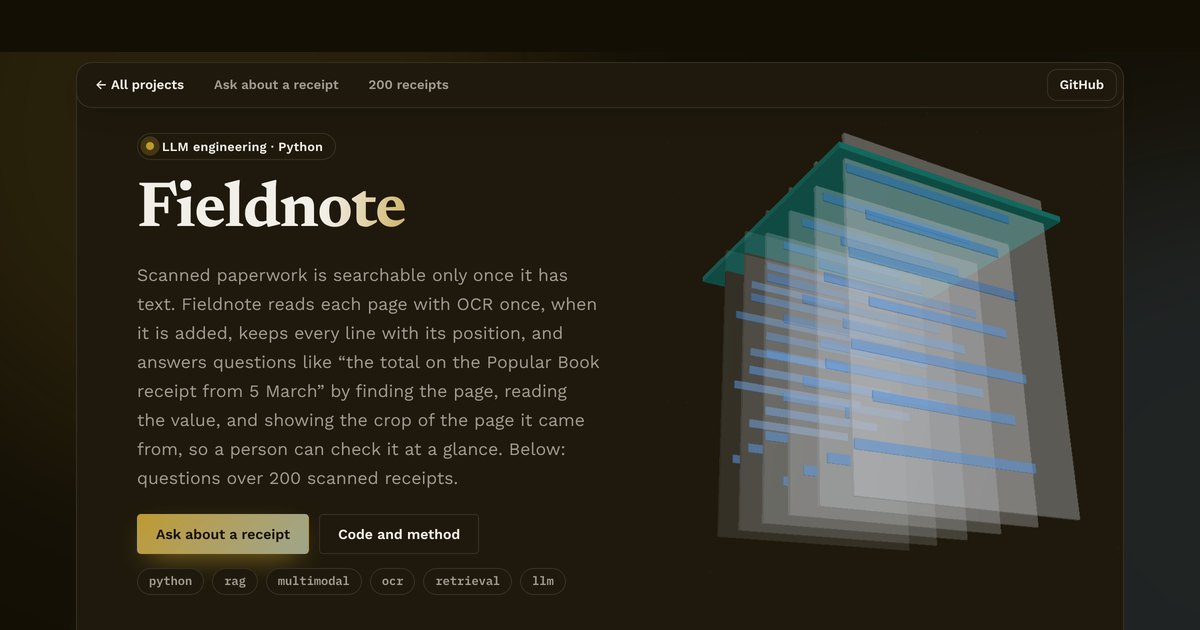 ← All projects
Ask about a receipt
200 receipts
GitHub
LLM engineering · Python
Fieldnote
Scanned paperwork is searchable only once it has
text. Fieldnote reads each page with OCR once, when
it is added, keeps every line with its position, and
answers questions like “the total on the Popular Book
receipt from 5 March” by finding the page, reading
the value, and showing the crop of the page it came
from, so a person can check it at a glance. Below:
questions over 200 scanned receipts.
Ask about a receipt
Code and method
python
rag
multimodal
ocr
retrieval
llm